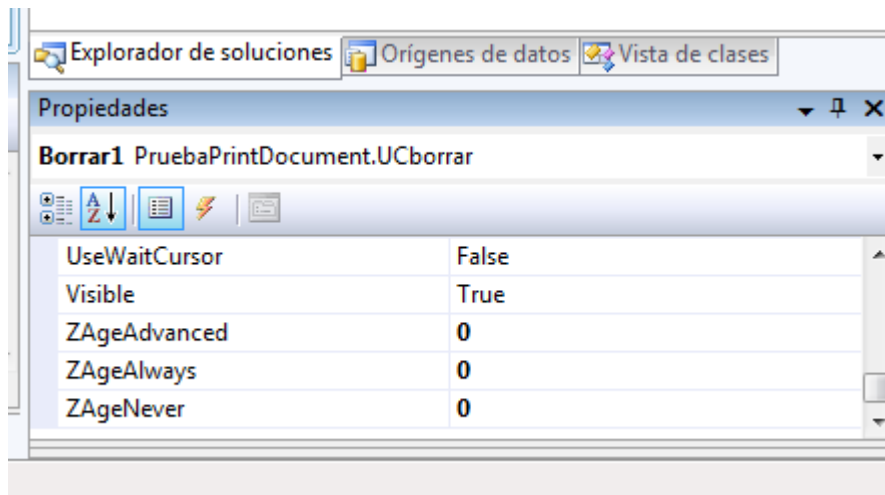 Explorador de soluciones Orígenes de datos Vista de clases
Propiedades
Borrar1 PruebaPrintDocument.UCborrar
UseWaitCursor False
Visible True
ZAgeAdvanced 0
ZAgeAlways 0
ZAgeNever 0